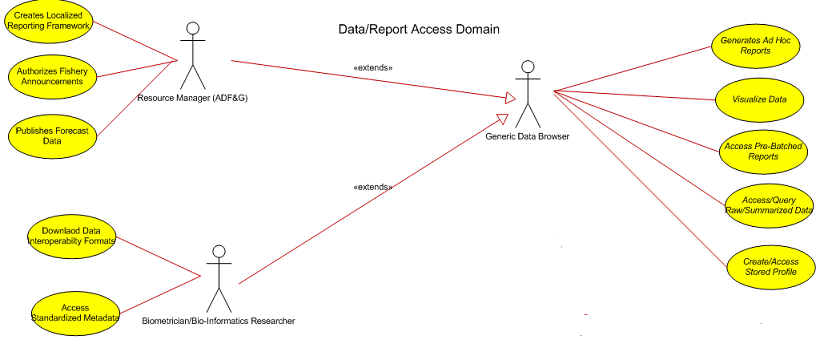 Data/Report Access Domain
Creates Localized
Reporting Framework
Authorizes Fishery
Announcements
Publishes Forecast
Data
Resource Manager (ADF&G)
«extends»
Generic Data Browser
Generates Ad Hoc
Reports
Visualize Data
Access Pre-Batched
Reports
Access/Query
Raw/Summarized Data
Create/Access
Stored Profile
«extends»
Downlaod Data
Interoperability Formats
Access
Standardized Metadata
Biometrician/Bio-Informatics Researcher